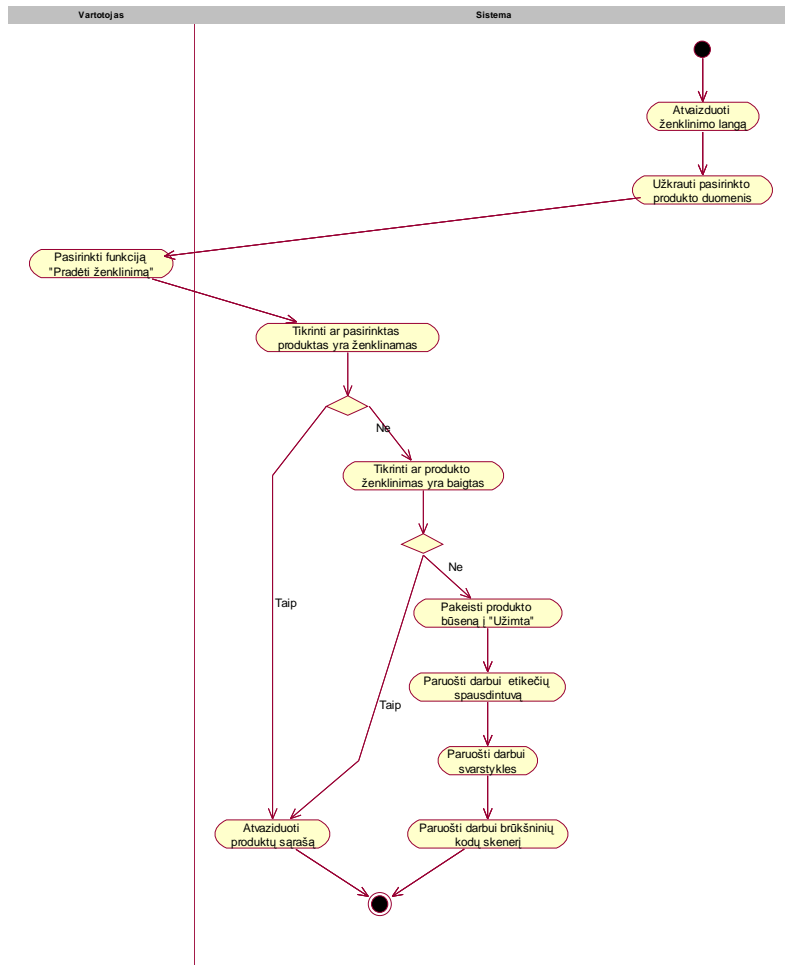 Vartotojas
Sistema
Atvaizduoti
ženklinimo langą
Užkrauti pasirinkto
produkto duomenis
Pasirinkti funkciją
"Pradėti ženklinimą"
Tikrinti ar pasirinktas
produktas yra ženklinamas
Ne
Tikrinti ar produkto
ženklinimas yra baigtas
Ne
Taip
Pakeisti produkto
būseną į "Užimta"
Paruošti darbui etikečių
spausdintuvą
Taip
Paruošti darbui
svarstykles
Atvaziduoti
produktų sąrašą
Paruošti darbui brūkšninių
kodų skenerį